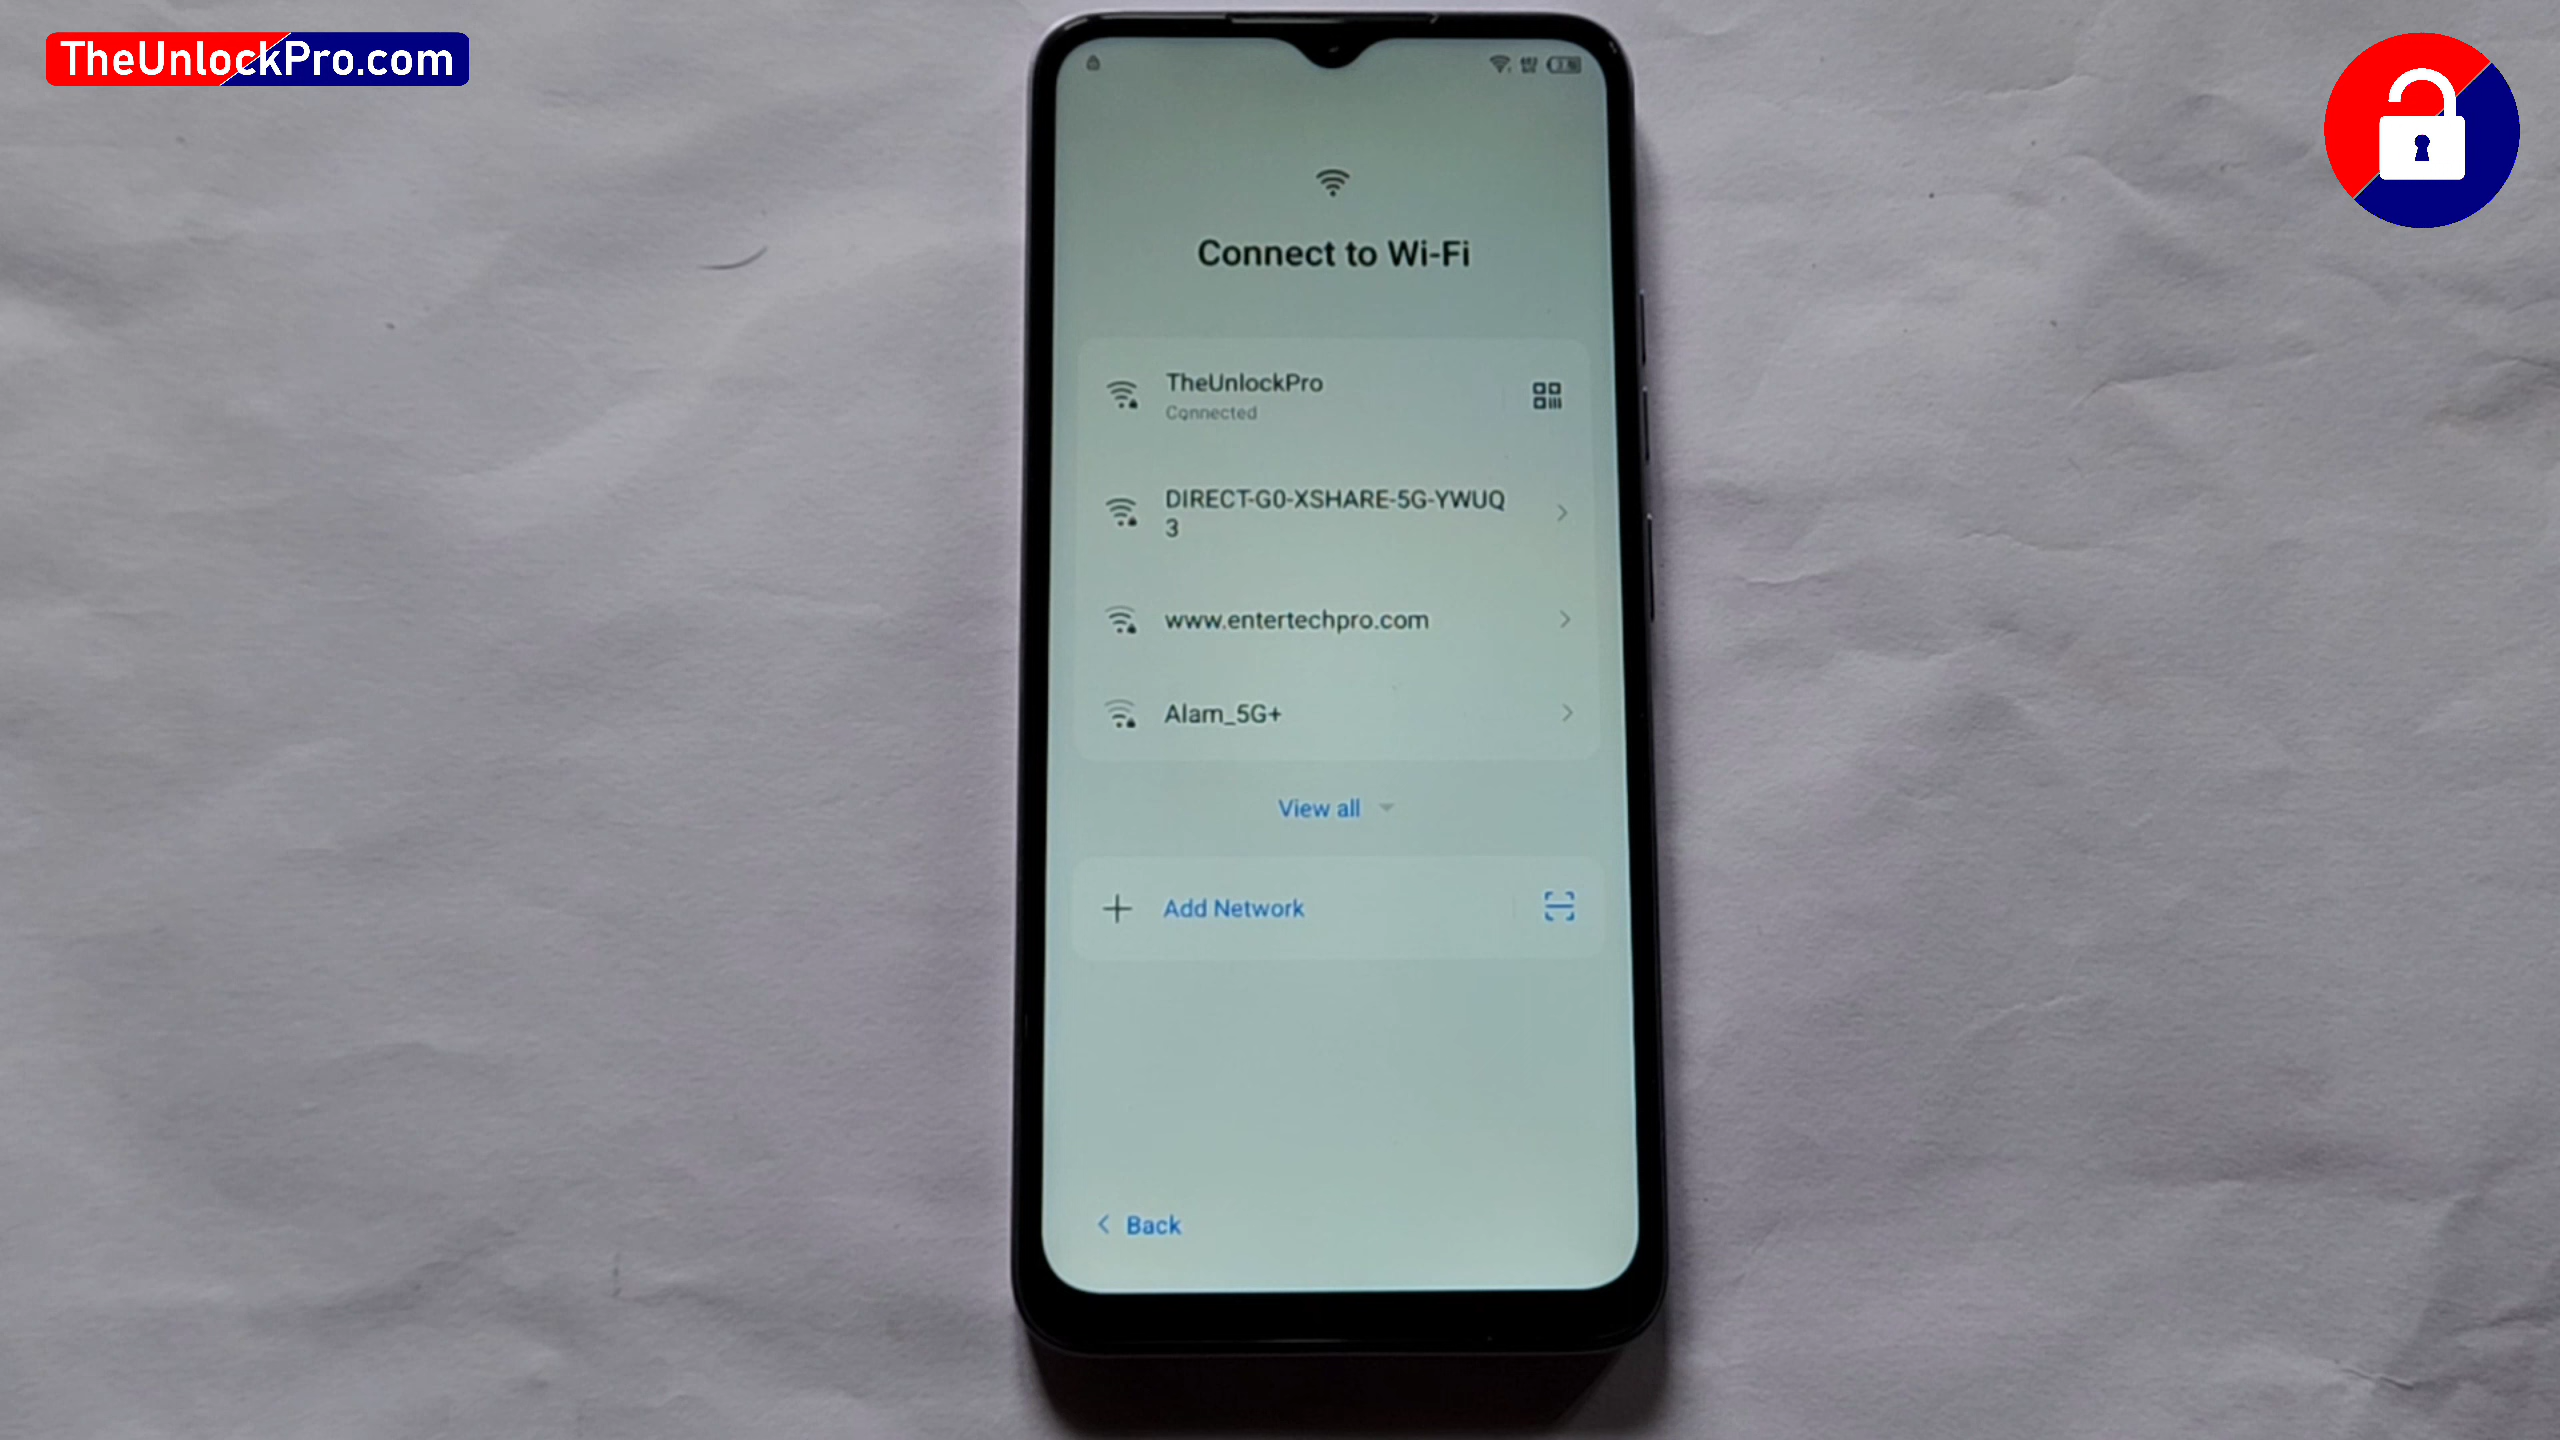 TheUnlockPro.com
Connect to Wi-Fi
TheUnlockPro
Connected
DIRECT-G0-XSHARE-5G-YWUQ
3
www.entertechpro.com
Alam_5G+
View all
Add Network
Back